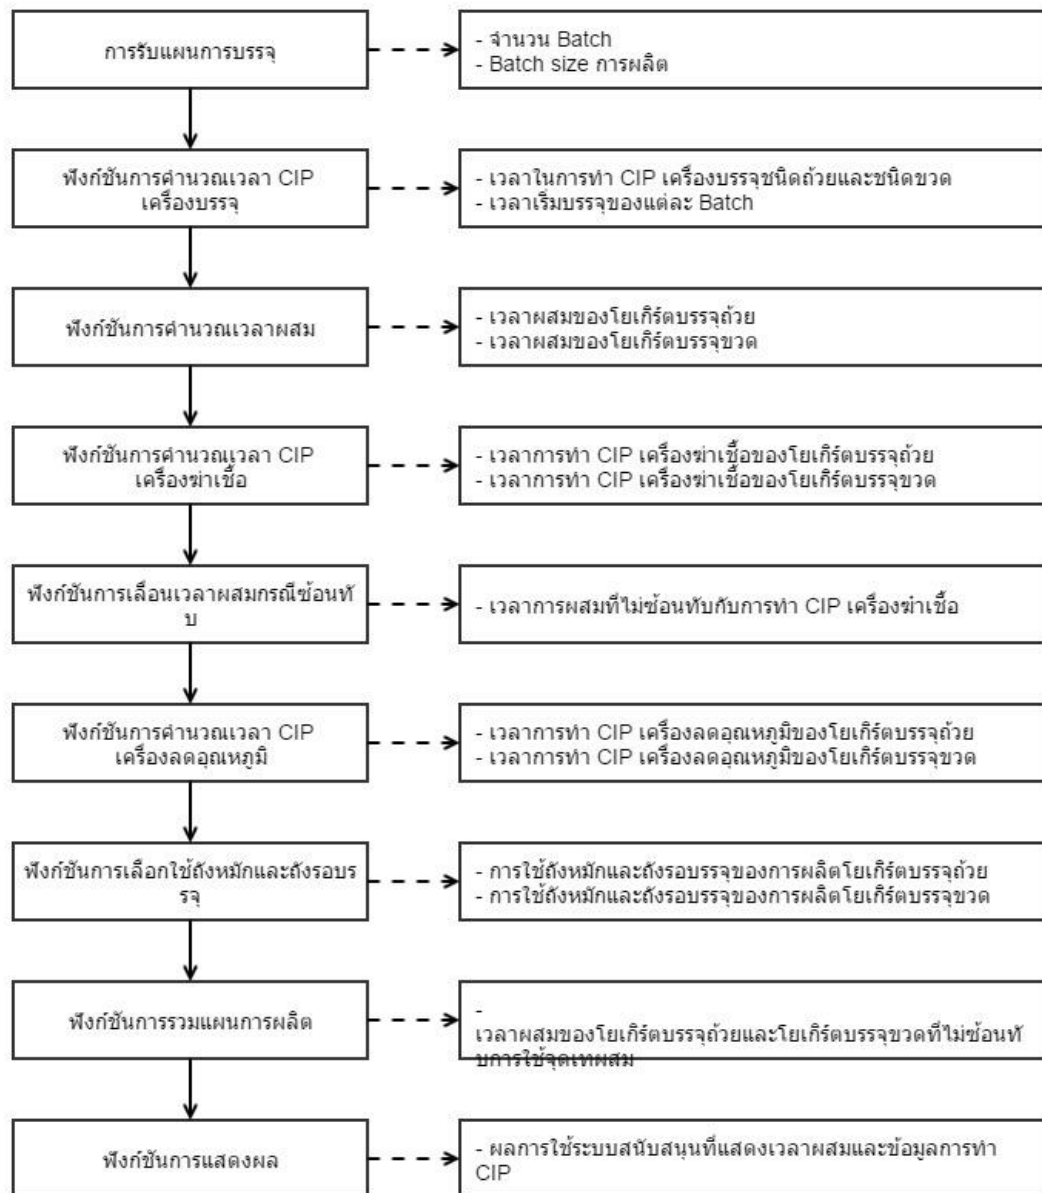 การรับแผนการบรรจุ
- จำนวน Batch
- Batch size การผลิต
ฟังก์ชันการคำนวณเวลา CIP
เครื่องบรรจุ
- เวลาในการทำ CIP เครื่องบรรจุชนิดถ้วยและชนิดขวด
- เวลาเริ่มบรรจุของแต่ละ Batch
ฟังก์ชันการคำนวณเวลาผสม
- เวลาผสมของโยเกิร์ตบรรจุถ้วย
- เวลาผสมของโยเกิร์ตบรรจุขวด
ฟังก์ชันการคำนวณเวลา CIP
เครื่องฆ่าเชื้อ
- เวลาการทำ CIP เครื่องฆ่าเชื้อของโยเกิร์ตบรรจุถ้วย
- เวลาการทำ CIP เครื่องฆ่าเชื้อของโยเกิร์ตบรรจุขวด
ฟังก์ชันการเลื่อนเวลาผสมกรณีซ้อนทั
บ
- เวลาการผสมที่ไม่ซ้อนทับกับการทำ CIP เครื่องฆ่าเชื้อ
ฟังก์ชันการคำนวณเวลา CIP
เครื่องลดอุณหภูมิ
- เวลาการทำ CIP เครื่องลดอุณหภูมิของโยเกิร์ตบรรจุถ้วย
- เวลาการทำ CIP เครื่องลดอุณหภูมิของโยเกิร์ตบรรจุขวด
ฟังก์ชันการเลือกใช้ถังหมักและถังรอบร
รจุ
- การใช้ถังหมักและถังรอบรรจุของการผลิตโยเกิร์ตบรรจุถ้วย
- การใช้ถังหมักและถังรอบรรจุของการผลิตโยเกิร์ตบรรจุขวด
ฟังก์ชันการรวมแผนการผลิต
-
เวลาผสมของโยเกิร์ตบรรจุถ้วยและโยเกิร์ตบรรจุขวดที่ไม่ซ้อนทั
บการใช้จุดเทผสม
ฟังก์ชันการแสดงผล
- ผลการใช้ระบบสนับสนุนที่แสดงเวลาผสมและข้อมูลการทำ
CIP